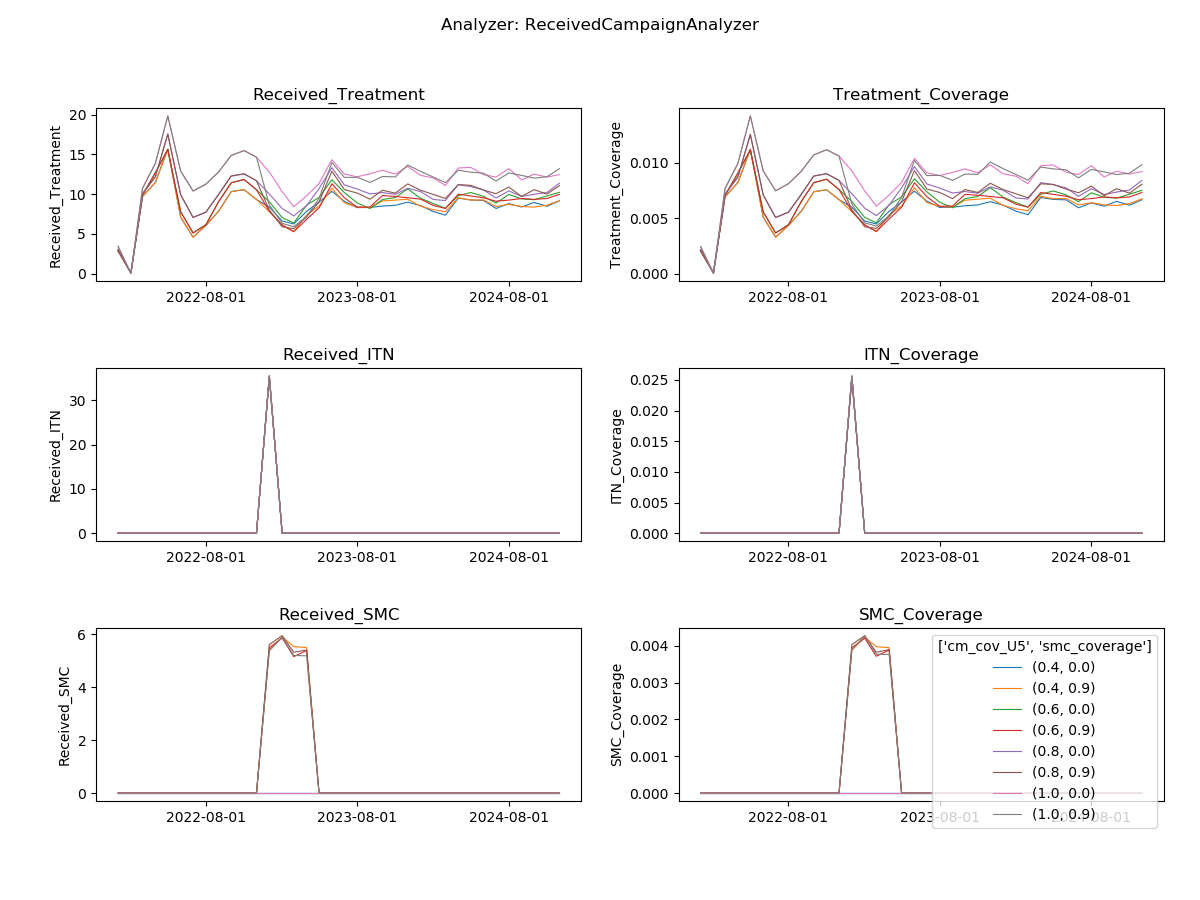 Analyzer: ReceivedCampaignAnalyzer
Received_Treatment
Received_Treatment
20
15
10
5
0
2022-08-01 2023-08-01 2024-08-01
Treatment_Coverage
Treatment_Coverage
0.010
0.005
0.000
2022-08-01 2023-08-01 2024-08-01
Received_ITN
Received_ITN
30
20
10
0
2022-08-01 2023-08-01 2024-08-01
ITN_Coverage
ITN_Coverage
0.025
0.020
0.015
0.010
0.005
0.000
2022-08-01 2023-08-01 2024-08-01
Received_SMC
Received_SMC
6
4
2
0
2022-08-01 2023-08-01 2024-08-01
SMC_Coverage
SMC_Coverage
0.004
0.003
0.002
0.001
0.000
2022-08-01 2023-08-01 2024-08-01
['cm_cov_U5', 'smc_coverage']
(0.4, 0.0)
(0.4, 0.9)
(0.6, 0.0)
(0.6, 0.9)
(0.8, 0.0)
(0.8, 0.9)
(1.0, 0.0)
(1.0, 0.9)